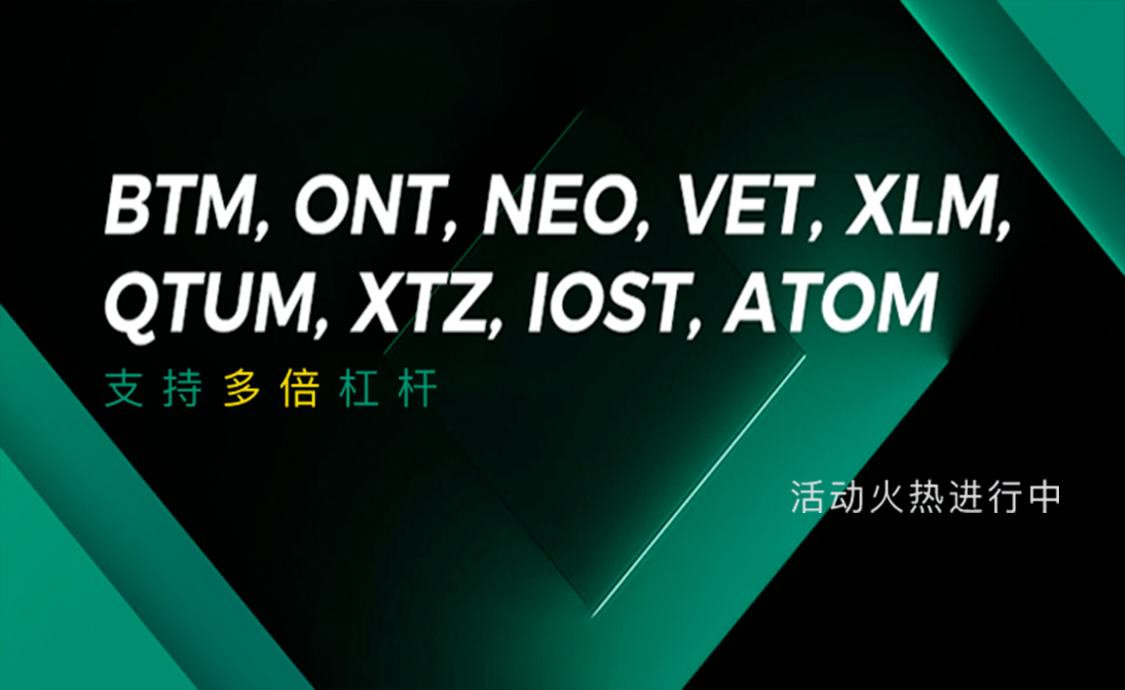 BTM, ONT, NEO, VET, XLM,
QTUM, XTZ, IOST, ATOM
支持多倍杠杆
活动火热进行中